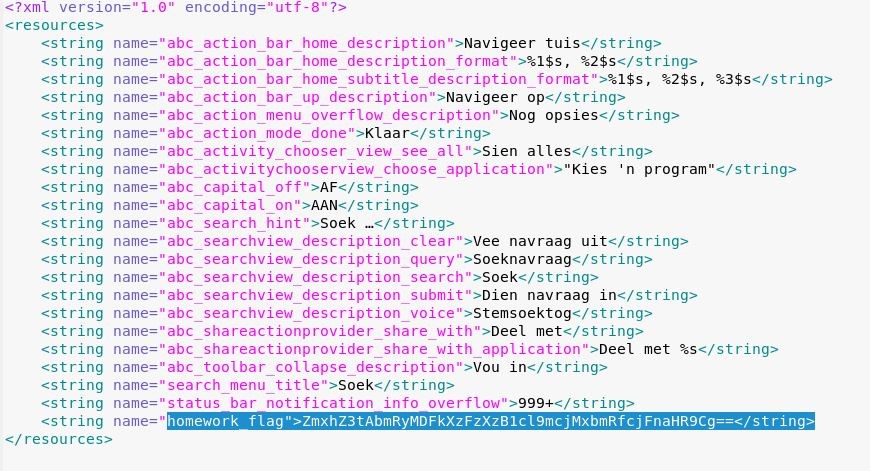 <?xml version="1.0" encoding="utf-8"?>
<resources>
    <string name="abc_action_bar_home_description">Navigeer tuis</string>
    <string name="abc_action_bar_home_description_format">%1$s, %2$s</string>
    <string name="abc_action_bar_home_subtitle_description_format">%1$s, %2$s, %3$s</string>
    <string name="abc_action_bar_up_description">Navigeer op</string>
    <string name="abc_action_menu_overflow_description">Nog opsies</string>
    <string name="abc_action_mode_done">Klaar</string>
    <string name="abc_activity_chooser_view_see_all">Sien alles</string>
    <string name="abc_activitychooserview_choose_application">"Kies 'n program"</string>
    <string name="abc_capital_off">AF</string>
    <string name="abc_capital_on">AAN</string>
    <string name="abc_search_hint">Soek …</string>
    <string name="abc_searchview_description_clear">Vee navraag uit</string>
    <string name="abc_searchview_description_query">Soeknavraag</string>
    <string name="abc_searchview_description_search">Soek</string>
    <string name="abc_searchview_description_submit">Dien navraag in</string>
    <string name="abc_searchview_description_voice">Stemsoektog</string>
    <string name="abc_shareactionprovider_share_with">Deel met</string>
    <string name="abc_shareactionprovider_share_with_application">Deel met %s</string>
    <string name="abc_toolbar_collapse_description">Vou in</string>
    <string name="search_menu_title">Soek</string>
    <string name="status_bar_notification_info_overflow">999+</string>
    <string name="homework_flag">ZmxhZ3tAbmRyMDFkXzFzXzB1cl9mcjMxbmRfcjFnaHR9Cg==</string>
</resources>